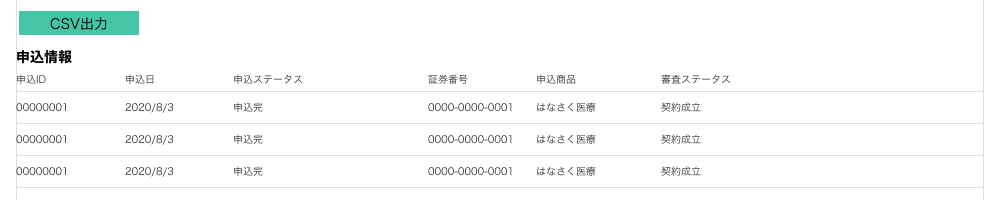 CSV出力
申込情報
申込ID 申込日 申込ステータス 証券番号 申込商品 審査ステータス
00000001 2020/8/3 申込完 0000-0000-0001 はなさく医療 契約成立
00000001 2020/8/3 申込完 0000-0000-0001 はなさく医療 契約成立
00000001 2020/8/3 申込完 0000-0000-0001 はなさく医療 契約成立